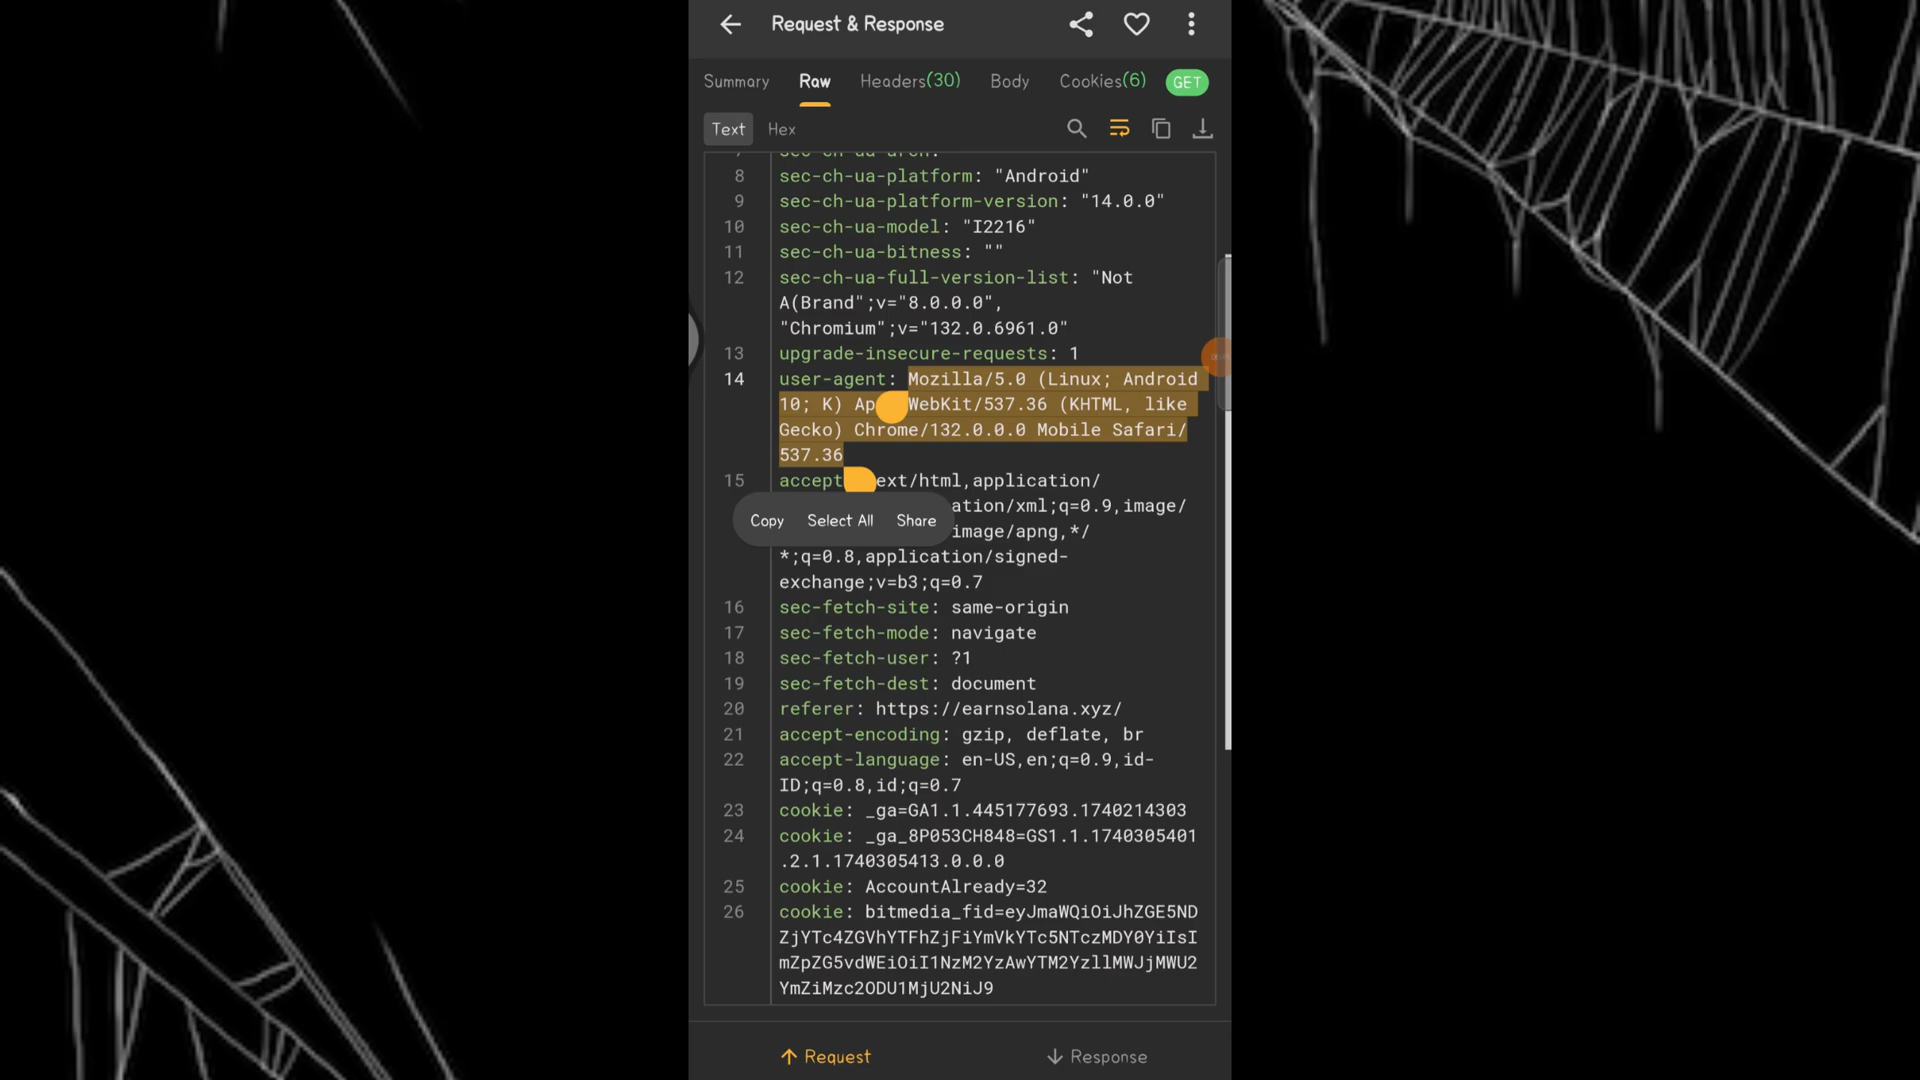 Request & Response
Summary Raw Headers(30) Body Cookies(6) GET
Text Hex
8 sec-ch-ua-platform: "Android"
9 sec-ch-ua-platform-version: "14.0.0"
10 sec-ch-ua-model: "I2216"
11 sec-ch-ua-bitness: ""
12 sec-ch-ua-full-version-list: "Not
A(Brand";v="8.0.0.0",
"Chromium";v="132.0.6961.0"
13 upgrade-insecure-requests: 1
14 user-agent: Mozilla/5.0 (Linux; Android
10; K) Ap WebKit/537.36 (KHTML, like
Gecko) Chrome/132.0.0.0 Mobile Safari/
537.36
15 accept ext/html,application/
ation/xml;q=0.9,image/
Copy Select All Share
image/apng,*/
*;q=0.8,application/signed-
exchange;v=b3;q=0.7
16 sec-fetch-site: same-origin
17 sec-fetch-mode: navigate
18 sec-fetch-user: ?1
19 sec-fetch-dest: document
20 referer: https://earnsolana.xyz/
21 accept-encoding: gzip, deflate, br
22 accept-language: en-US,en;q=0.9,id-
ID;q=0.8,id;q=0.7
23 cookie: _ga=GA1.1.445177693.1740214303
24 cookie: _ga_8P053CH848=GS1.1.1740305401
.2.1.1740305413.0.0.0
25 cookie: AccountAlready=32
26 cookie: bitmedia_fid=eyJmaWQiOiJhZGE5ND
ZjYTc4ZGVhYTFhZjFiYmVkYTc5NTczMDY0YiIsI
mZpZG5vdWEiOiI1NzM2YzAwYTM2YzllMWJjMWU2
YmZiMzc2ODU1MjU2NiJ9
Request Response